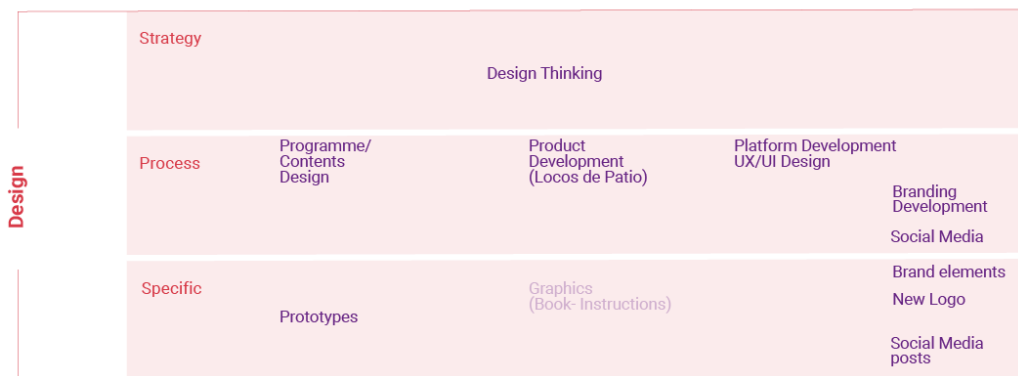 Design
Strategy
Design Thinking
Process
Programme/
Contents
Design
Product
Development
(Locos de Patio)
Platform Development
UX/UI Design
Branding
Development
Social Media
Specific
Prototypes
Graphics
(Book- Instructions)
Brand elements
New Logo
Social Media
posts